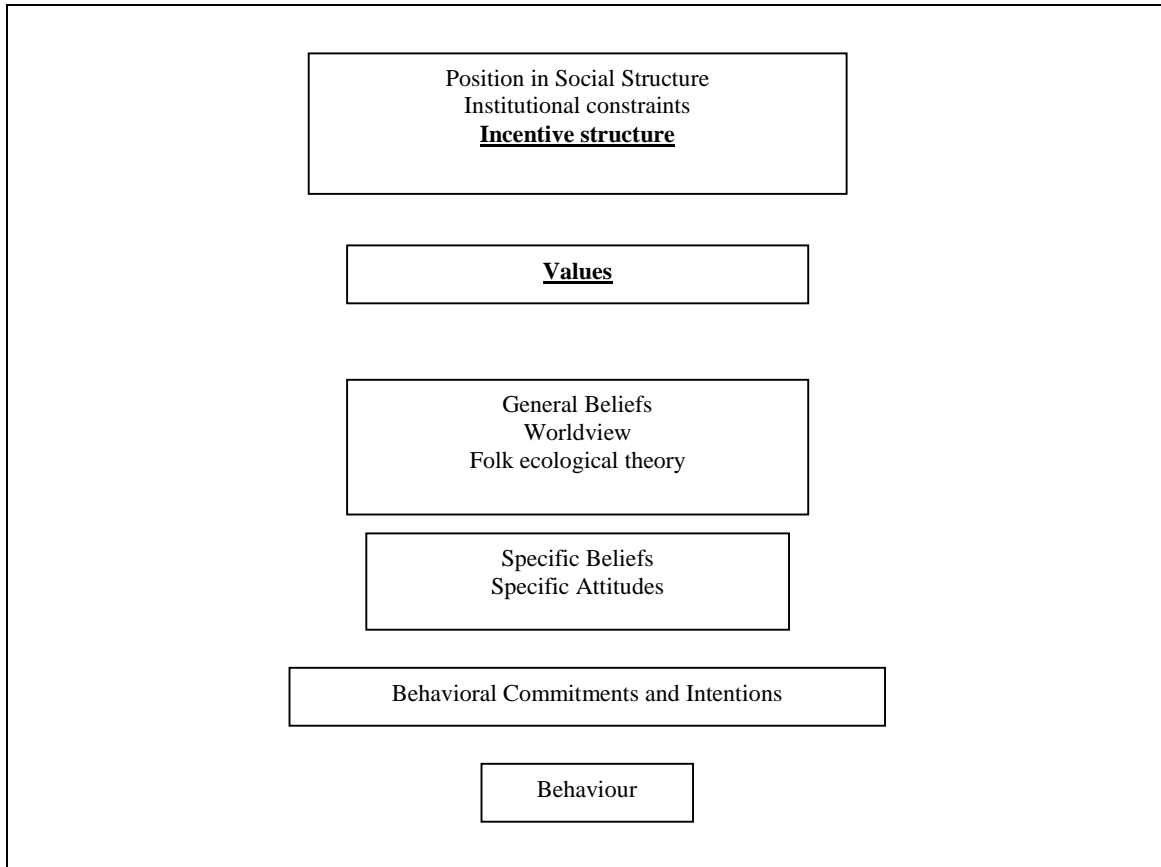 Position in Social Structure
Institutional constraints
Incentive structure
Values
General Beliefs
Worldview
Folk ecological theory
Specific Beliefs
Specific Attitudes
Behavioral Commitments and Intentions
Behaviour